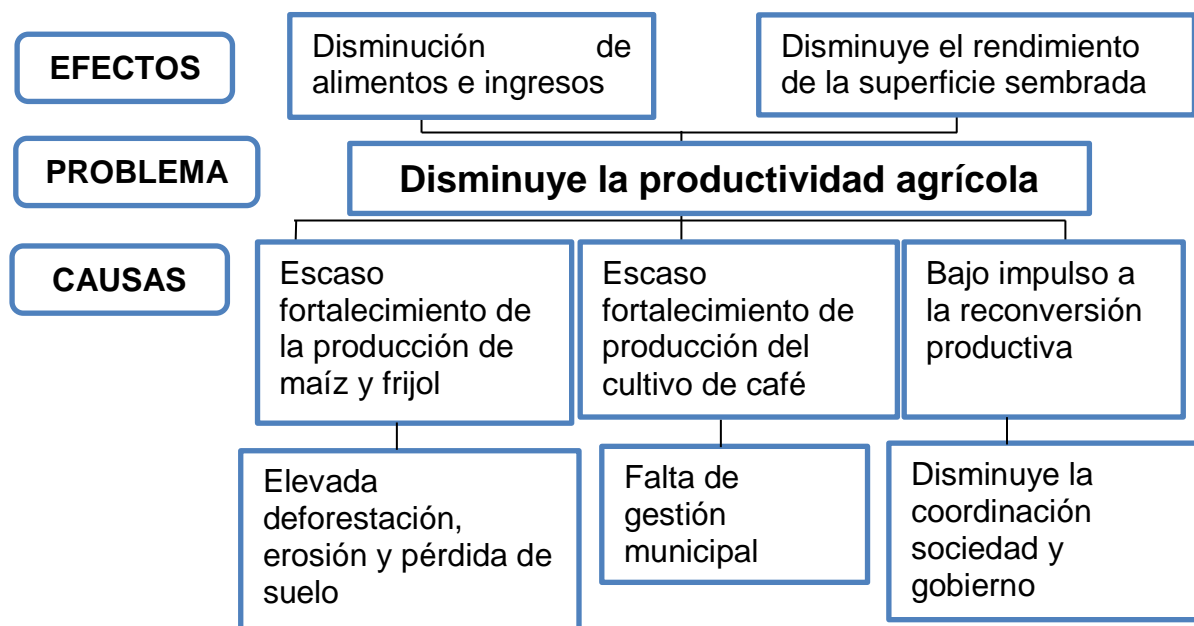 EFECTOS
Disminución de
alimentos e ingresos
Disminuye el rendimiento
de la superficie sembrada
PROBLEMA
Disminuye la productividad agrícola
CAUSAS
Escaso
fortalecimiento de
la producción de
maíz y frijol
Escaso
fortalecimiento de
producción del
cultivo de café
Bajo impulso a
la reconversión
productiva
Elevada
deforestación,
erosión y pérdida de
suelo
Falta de
gestión
municipal
Disminuye la
coordinación
sociedad y
gobierno